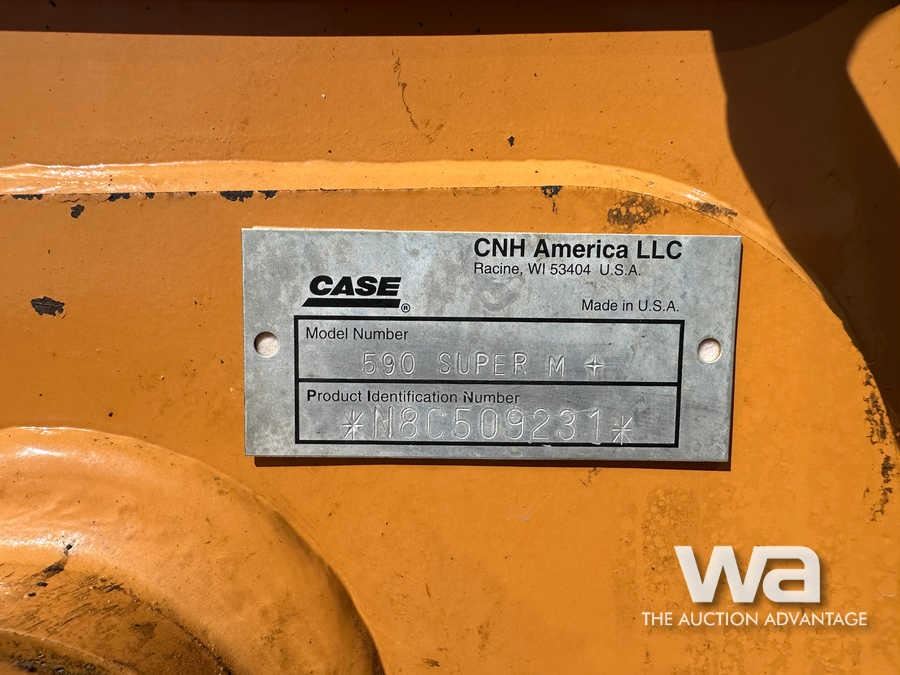 CNH America LLC
Racine, WI 53404 U.S.A.
CASE®
Made in U.S.A.
Model Number
590 SUPER M +
Product Identification Number
*N8C509231*
wa
THE AUCTION ADVANTAGE